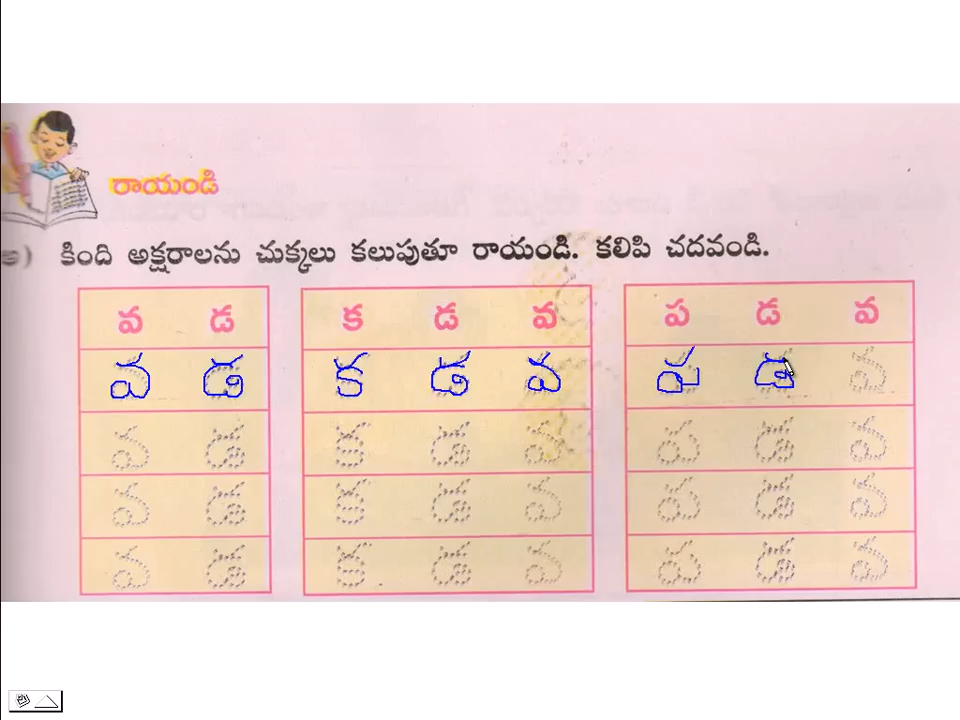 రాయండి
అ) కింది అక్షరాలను చుక్కలు కలుపుతూ రాయండి. కలిపి చదవండి.
వ డ క డ వ ప డ వ
వ డ క డ వ ప డ వ
వ డ క డ వ ప డ వ
వ డ క డ వ ప డ వ
వ డ క డ వ ప డ వ